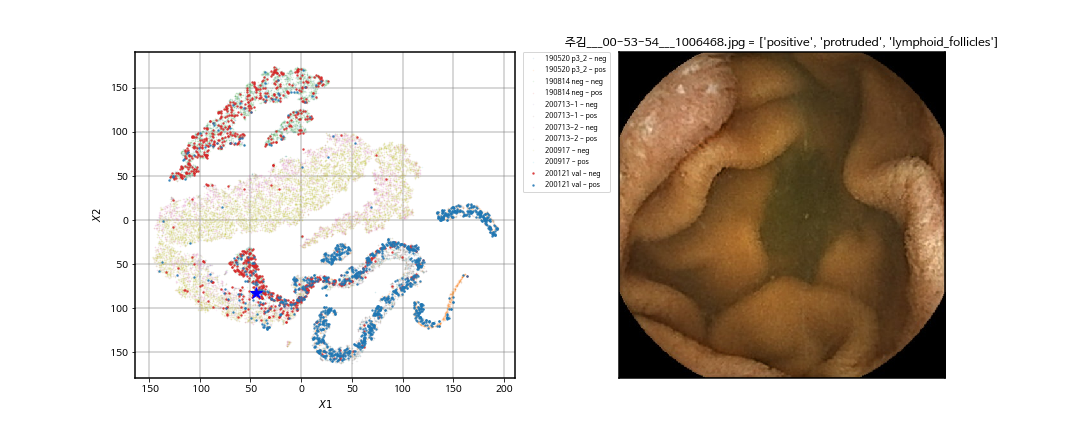 주김___00-53-54___1006468.jpg = ['positive', 'protruded', 'lymphoid_follicles']
190520 p3_2 − neg
190520 p3_2 − pos
190814 neg − neg
190814 neg − pos
200713−1 − neg
200713−1 − pos
200713−2 − neg
200713−2 − pos
200917 − neg
200917 − pos
200121 val − neg
200121 val − pos
150
100
50
0
50
100
150
X2
150 100 50 0 50 100 150 200
X1